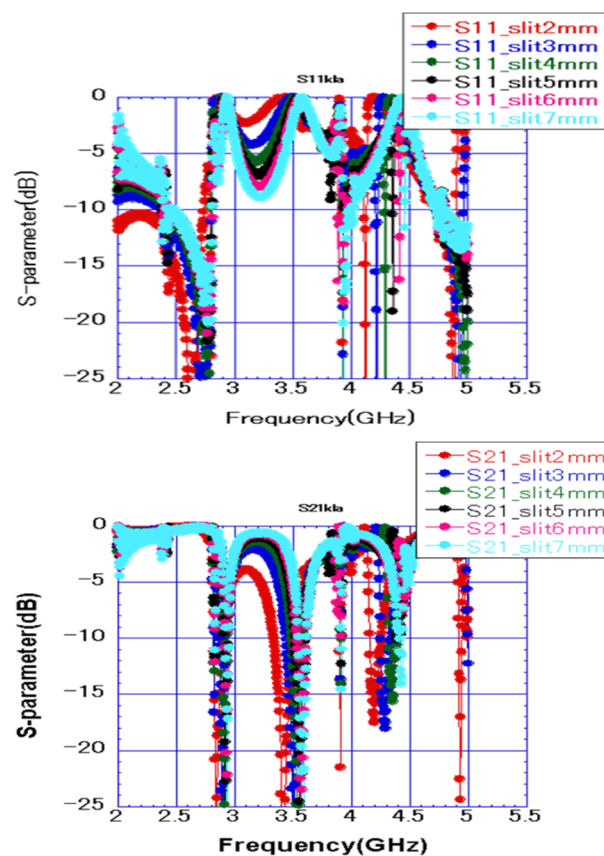 S11kla
S11_slit2mm
S11_slit3mm
S11_slit4mm
S11_slit5mm
S11_slit6mm
S11_slit7mm
S-parameter(dB)
0
-5
-10
-15
-20
-25
2 2.5 3 3.5 4 4.5 5 5.5
Frequency(GHz)
S21kla
S21_slit2mm
S21_slit3mm
S21_slit4mm
S21_slit5mm
S21_slit6mm
S21_slit7mm
S-parameter(dB)
0
-5
-10
-15
-20
-25
2 2.5 3 3.5 4 4.5 5 5.5
Frequency(GHz)